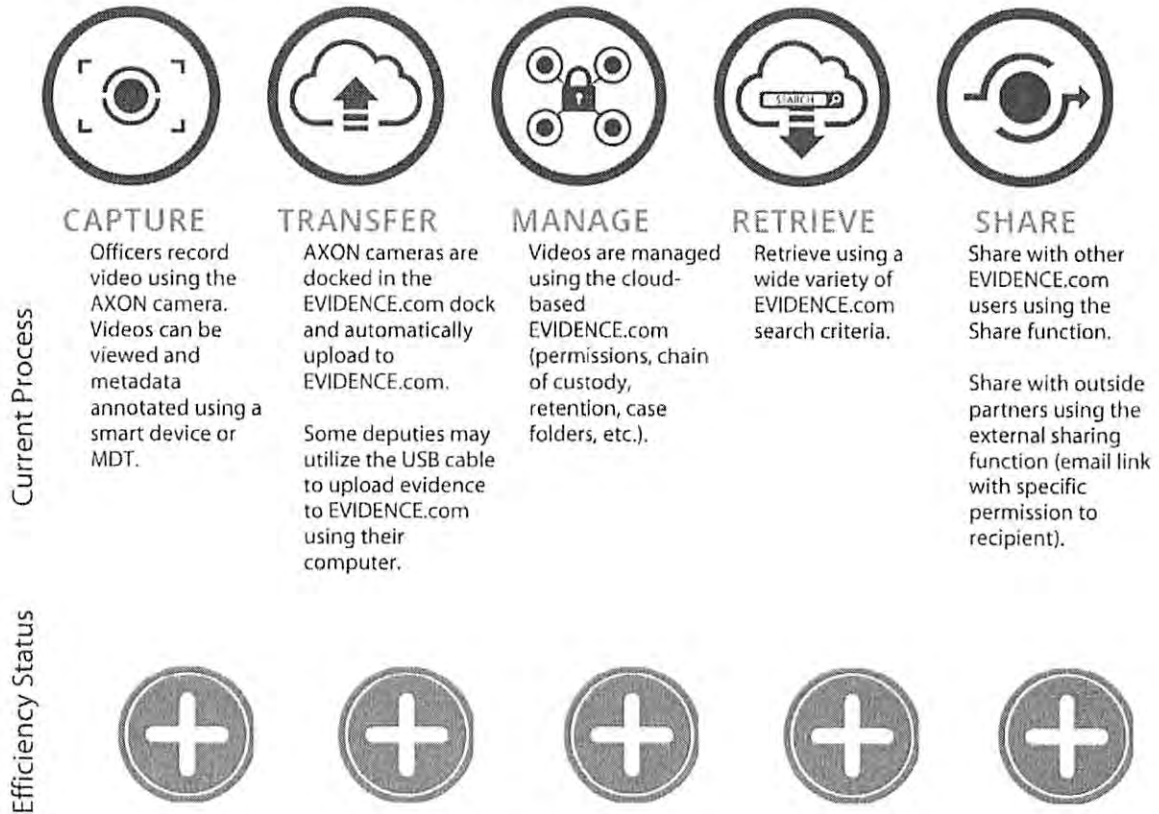 SEARCH
CAPTURE
Officers record
video using the
AXON camera.
Videos can be
viewed and
metadata
annotated using a
smart device or
MDT.
TRANSFER
AXON cameras are
docked in the
EVIDENCE.com dock
and automatically
upload to
EVIDENCE.com.
Some deputies may
utilize the USB cable
to upload evidence
to EVIDENCE.com
using their
computer.
MANAGE
Videos are managed
using the cloud-
based
EVIDENCE.com
(permissions, chain
of custody,
retention, case
folders, etc.).
RETRIEVE
Retrieve using a
wide variety of
EVIDENCE.com
search criteria.
SHARE
Share with other
EVIDENCE.com
users using the
Share function.
Share with outside
partners using the
external sharing
function (email link
with specific
permission to
recipient).
Current Process
Efficiency Status